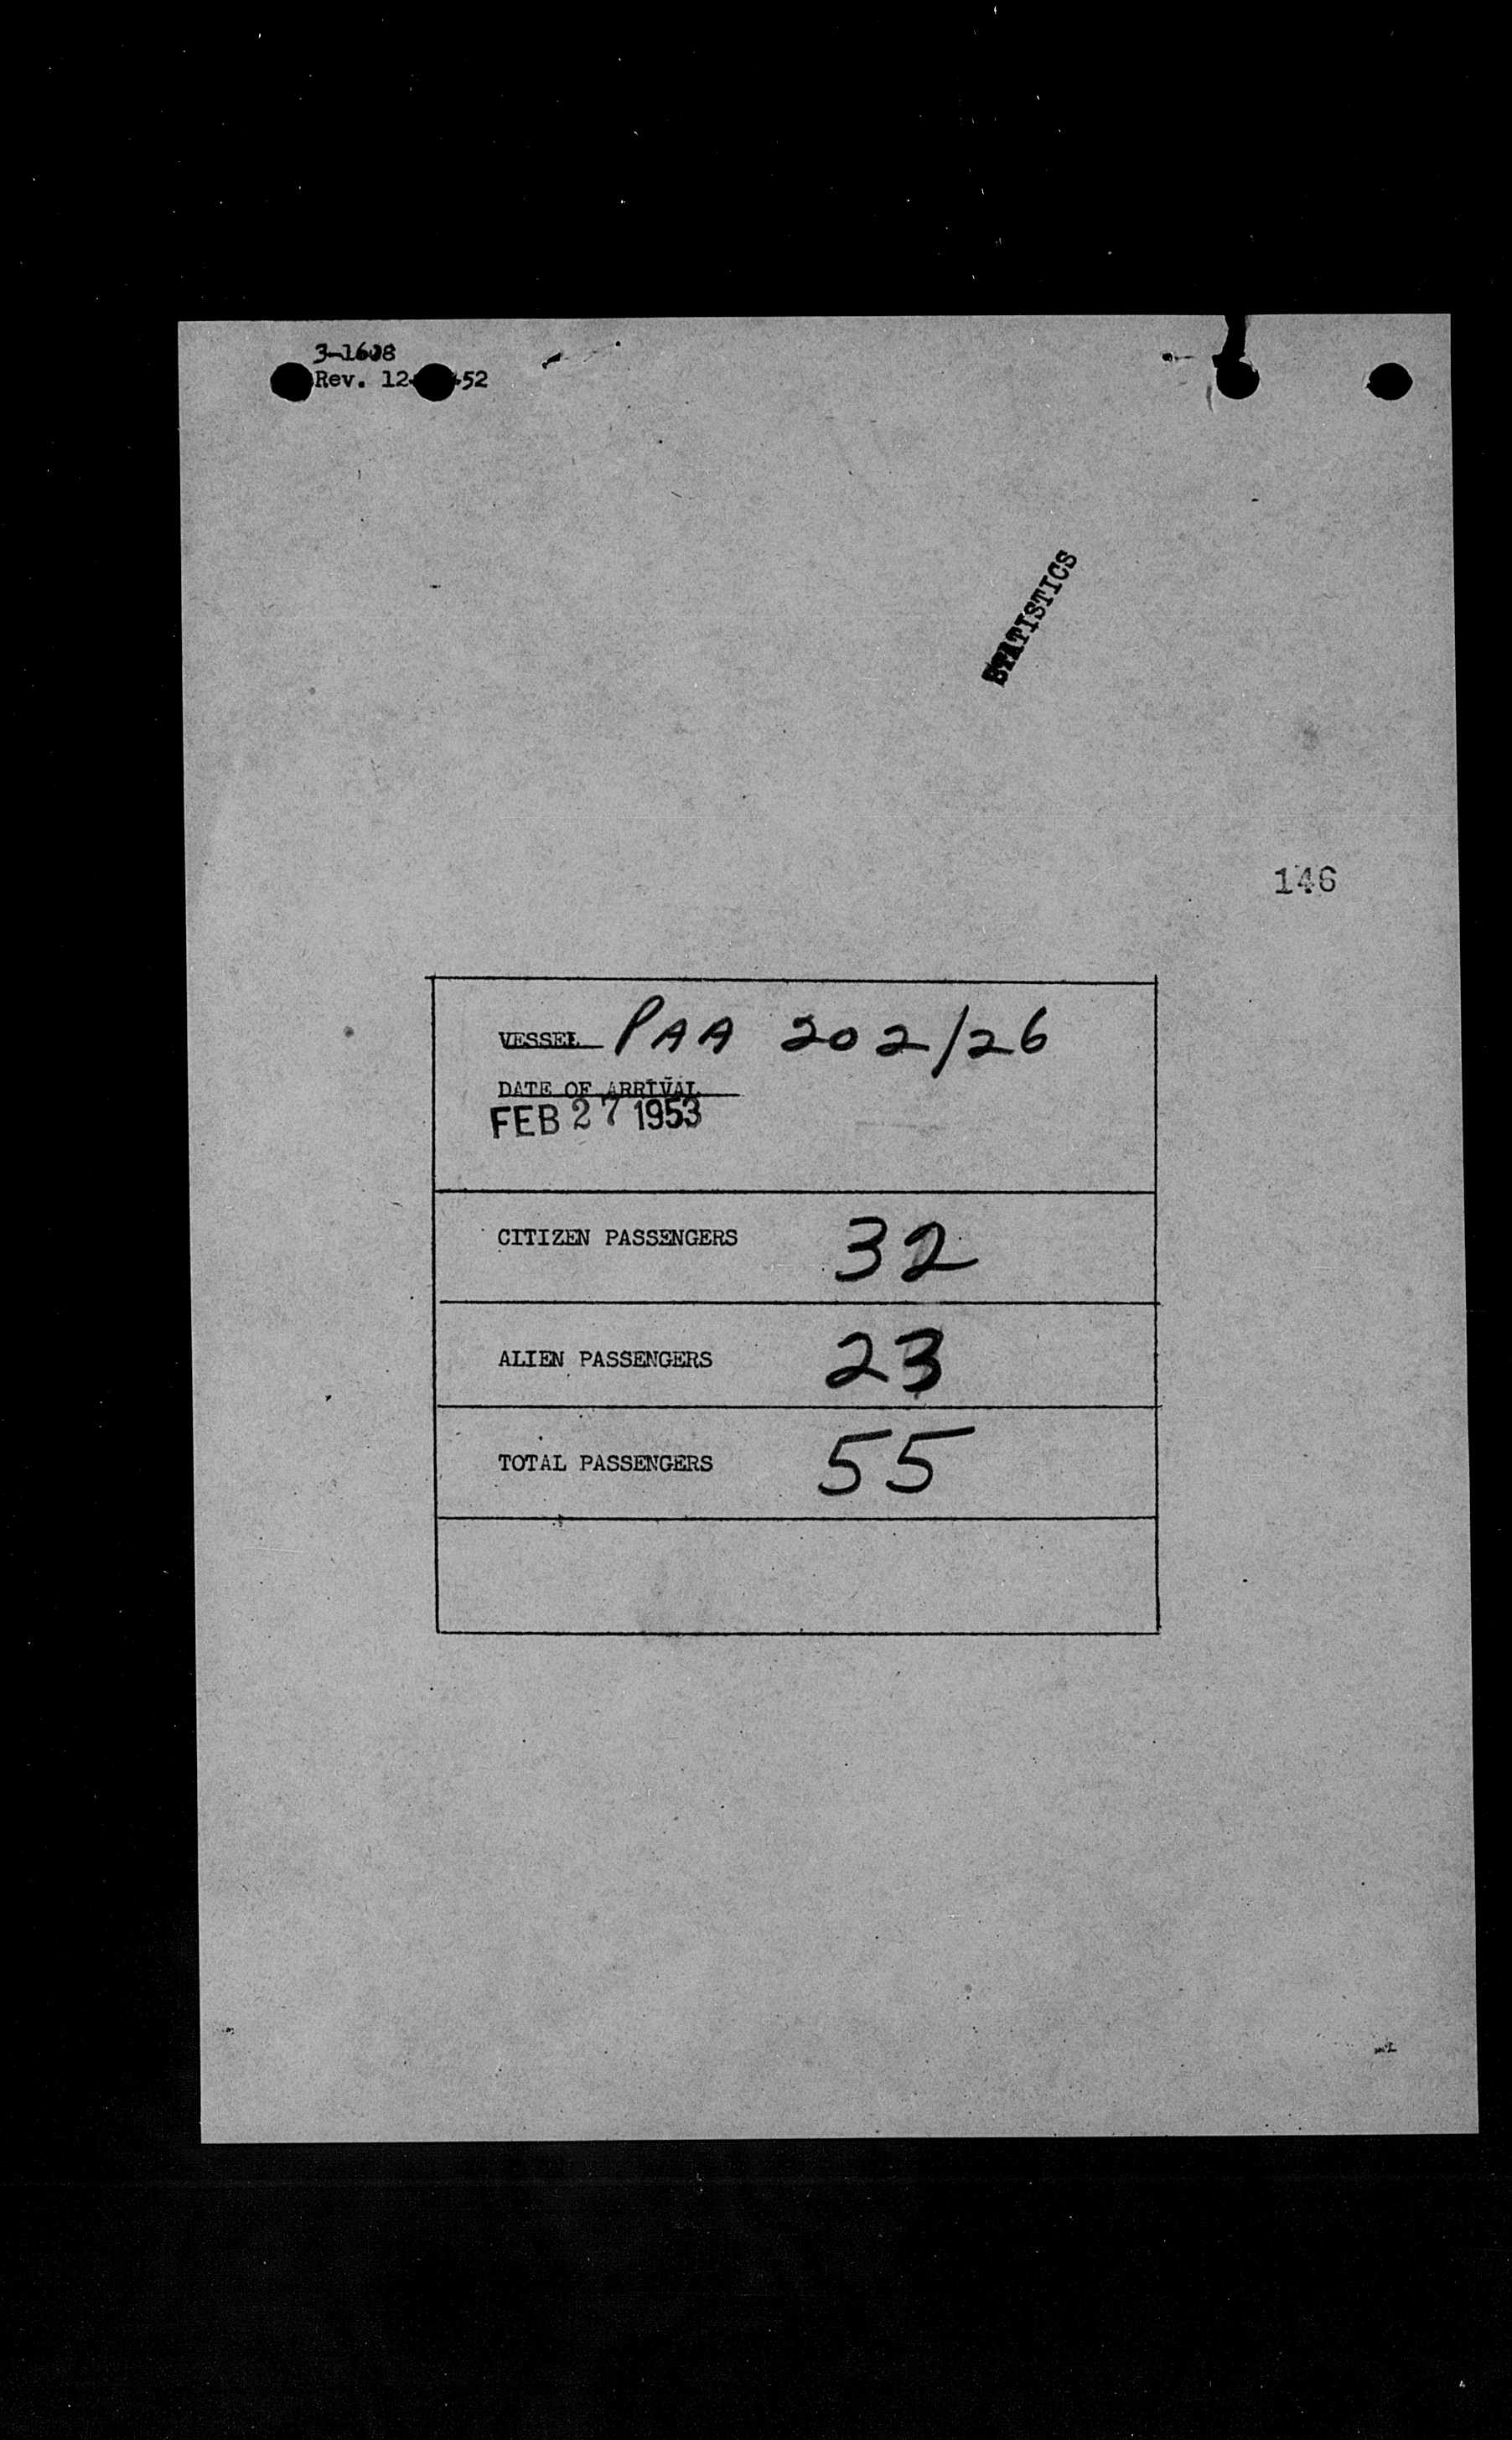 3-1608
Rev. 12 52
STATISTICS
146
VESSEL PAA 202/26
DATE OF ARRIVAL
FEB 27 1953
CITIZEN PASSENGERS 32
ALIEN PASSENGERS 23
TOTAL PASSENGERS 55